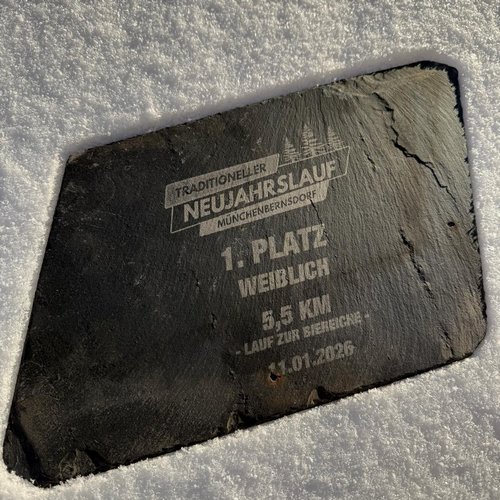 TRADITIONELLER
NEUJAHRSLAUF
MÜNCHENBERNSDORF
1. PLATZ
WEIBLICH
5,5 KM
- LAUF ZUR BIEREICHE -
11.01.2026